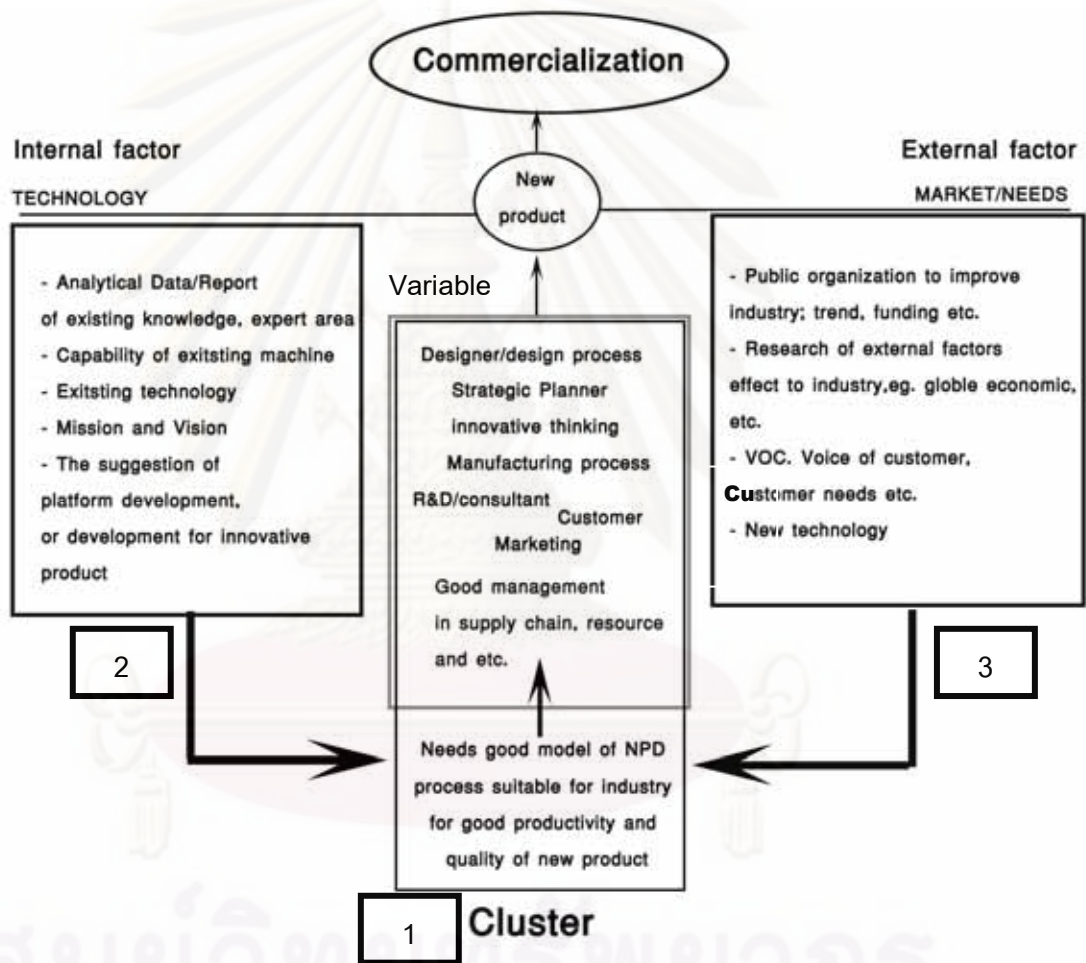 Commercialization
Internal factor
TECHNOLOGY
New
product
External factor
MARKET/NEEDS
- Analytical Data/Report
of existing knowledge, expert area
- Capability of exitsting machine
- Exitsting technology
- Mission and Vision
- The suggestion of
platform development,
or development for innovative
product
2
Variable
Designer/design process
Strategic Planner
innovative thinking
Manufacturing process
R&D/consultant
Customer
Marketing
Good management
in supply chain, resource
and etc.
Needs good model of NPD
process suitable for industry
for good productivity and
quality of new product
1
Cluster
- Public organization to improve
industry; trend, funding etc.
- Research of external factors
effect to industry,eg. globle economic,
etc.
- VOC. Voice of customer,
Customer needs etc.
- New technology
3